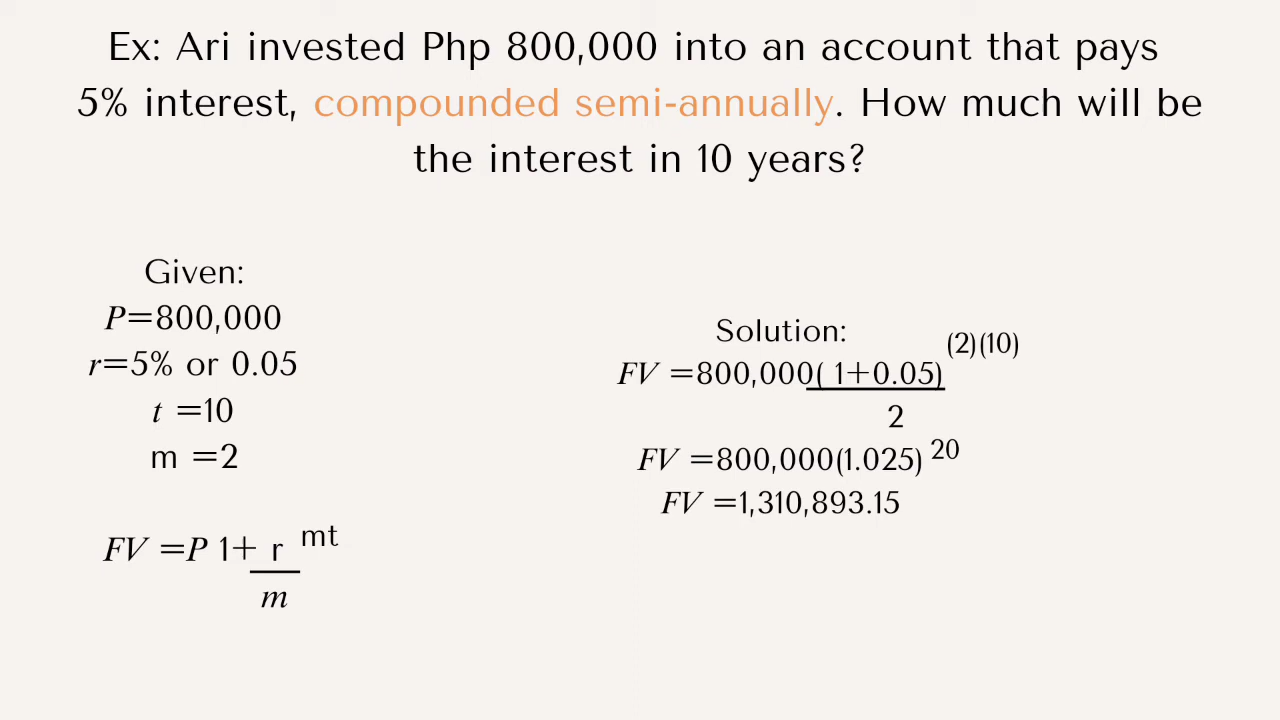 Ex: Ari invested Php 800,000 into an account that pays
5% interest, compounded semi-annually. How much will be
the interest in 10 years?
Given:
P=800,000
r=5% or 0.05
t =10
m =2
FV =P 1+ r mt
m
Solution:
FV =800,000( 1+0.05) (2)(10)
2
FV =800,000(1.025) 20
FV =1,310,893.15